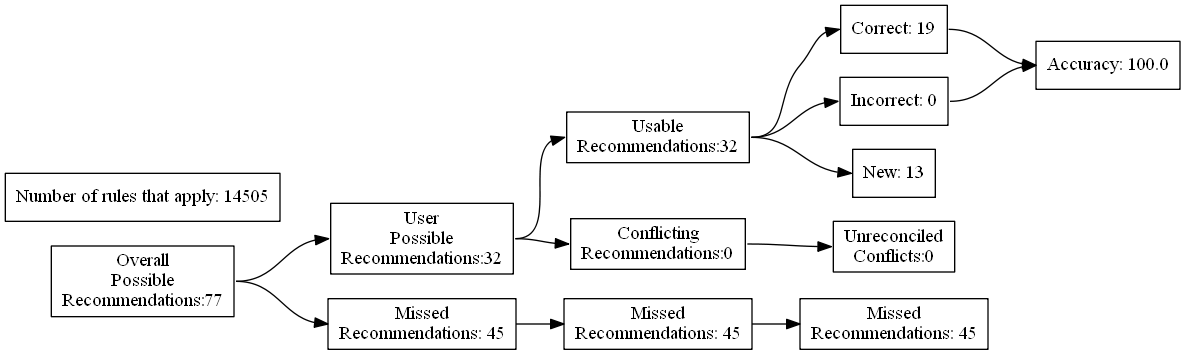 Number of rules that apply: 14505
Overall
Possible
Recommendations:77
User
Possible
Recommendations:32
Missed
Recommendations: 45
Usable
Recommendations:32
Conflicting
Recommendations:0
Missed
Recommendations: 45
Correct: 19
Incorrect: 0
New: 13
Unreconciled
Conflicts:0
Missed
Recommendations: 45
Accuracy: 100.0